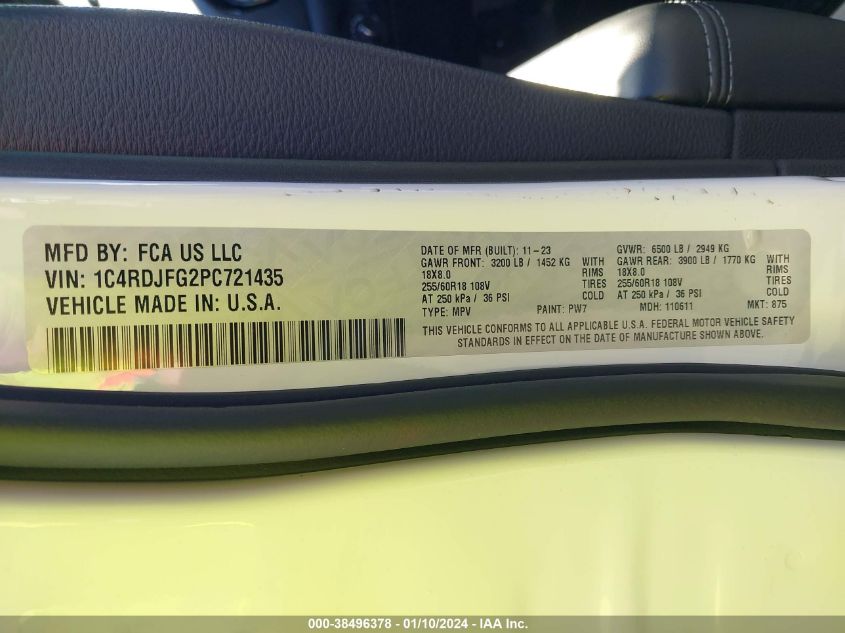 MFD BY: FCA US LLC
VIN: 1C4RDJFG2PC721435
VEHICLE MADE IN: U.S.A.
DATE OF MFR (BUILT): 11-23
GAWR FRONT: 3200 LB / 1452 KG WITH
18X8.0 RIMS
255/60R18 108V TIRES
AT 250 kPa / 36 PSI COLD
TYPE: MPV PAINT: PW7
GVWR: 6500 LB / 2949 KG
GAWR REAR: 3900 LB / 1770 KG WITH
18X8.0 RIMS
255/60R18 108V TIRES
AT 250 kPa / 36 PSI COLD
MDH: 110611 MKT: 875
THIS VEHICLE CONFORMS TO ALL APPLICABLE U.S.A. FEDERAL MOTOR VEHICLE SAFETY
STANDARDS IN EFFECT ON THE DATE OF MANUFACTURE SHOWN ABOVE.
000-38496378 - 01/10/2024 - IAA Inc.